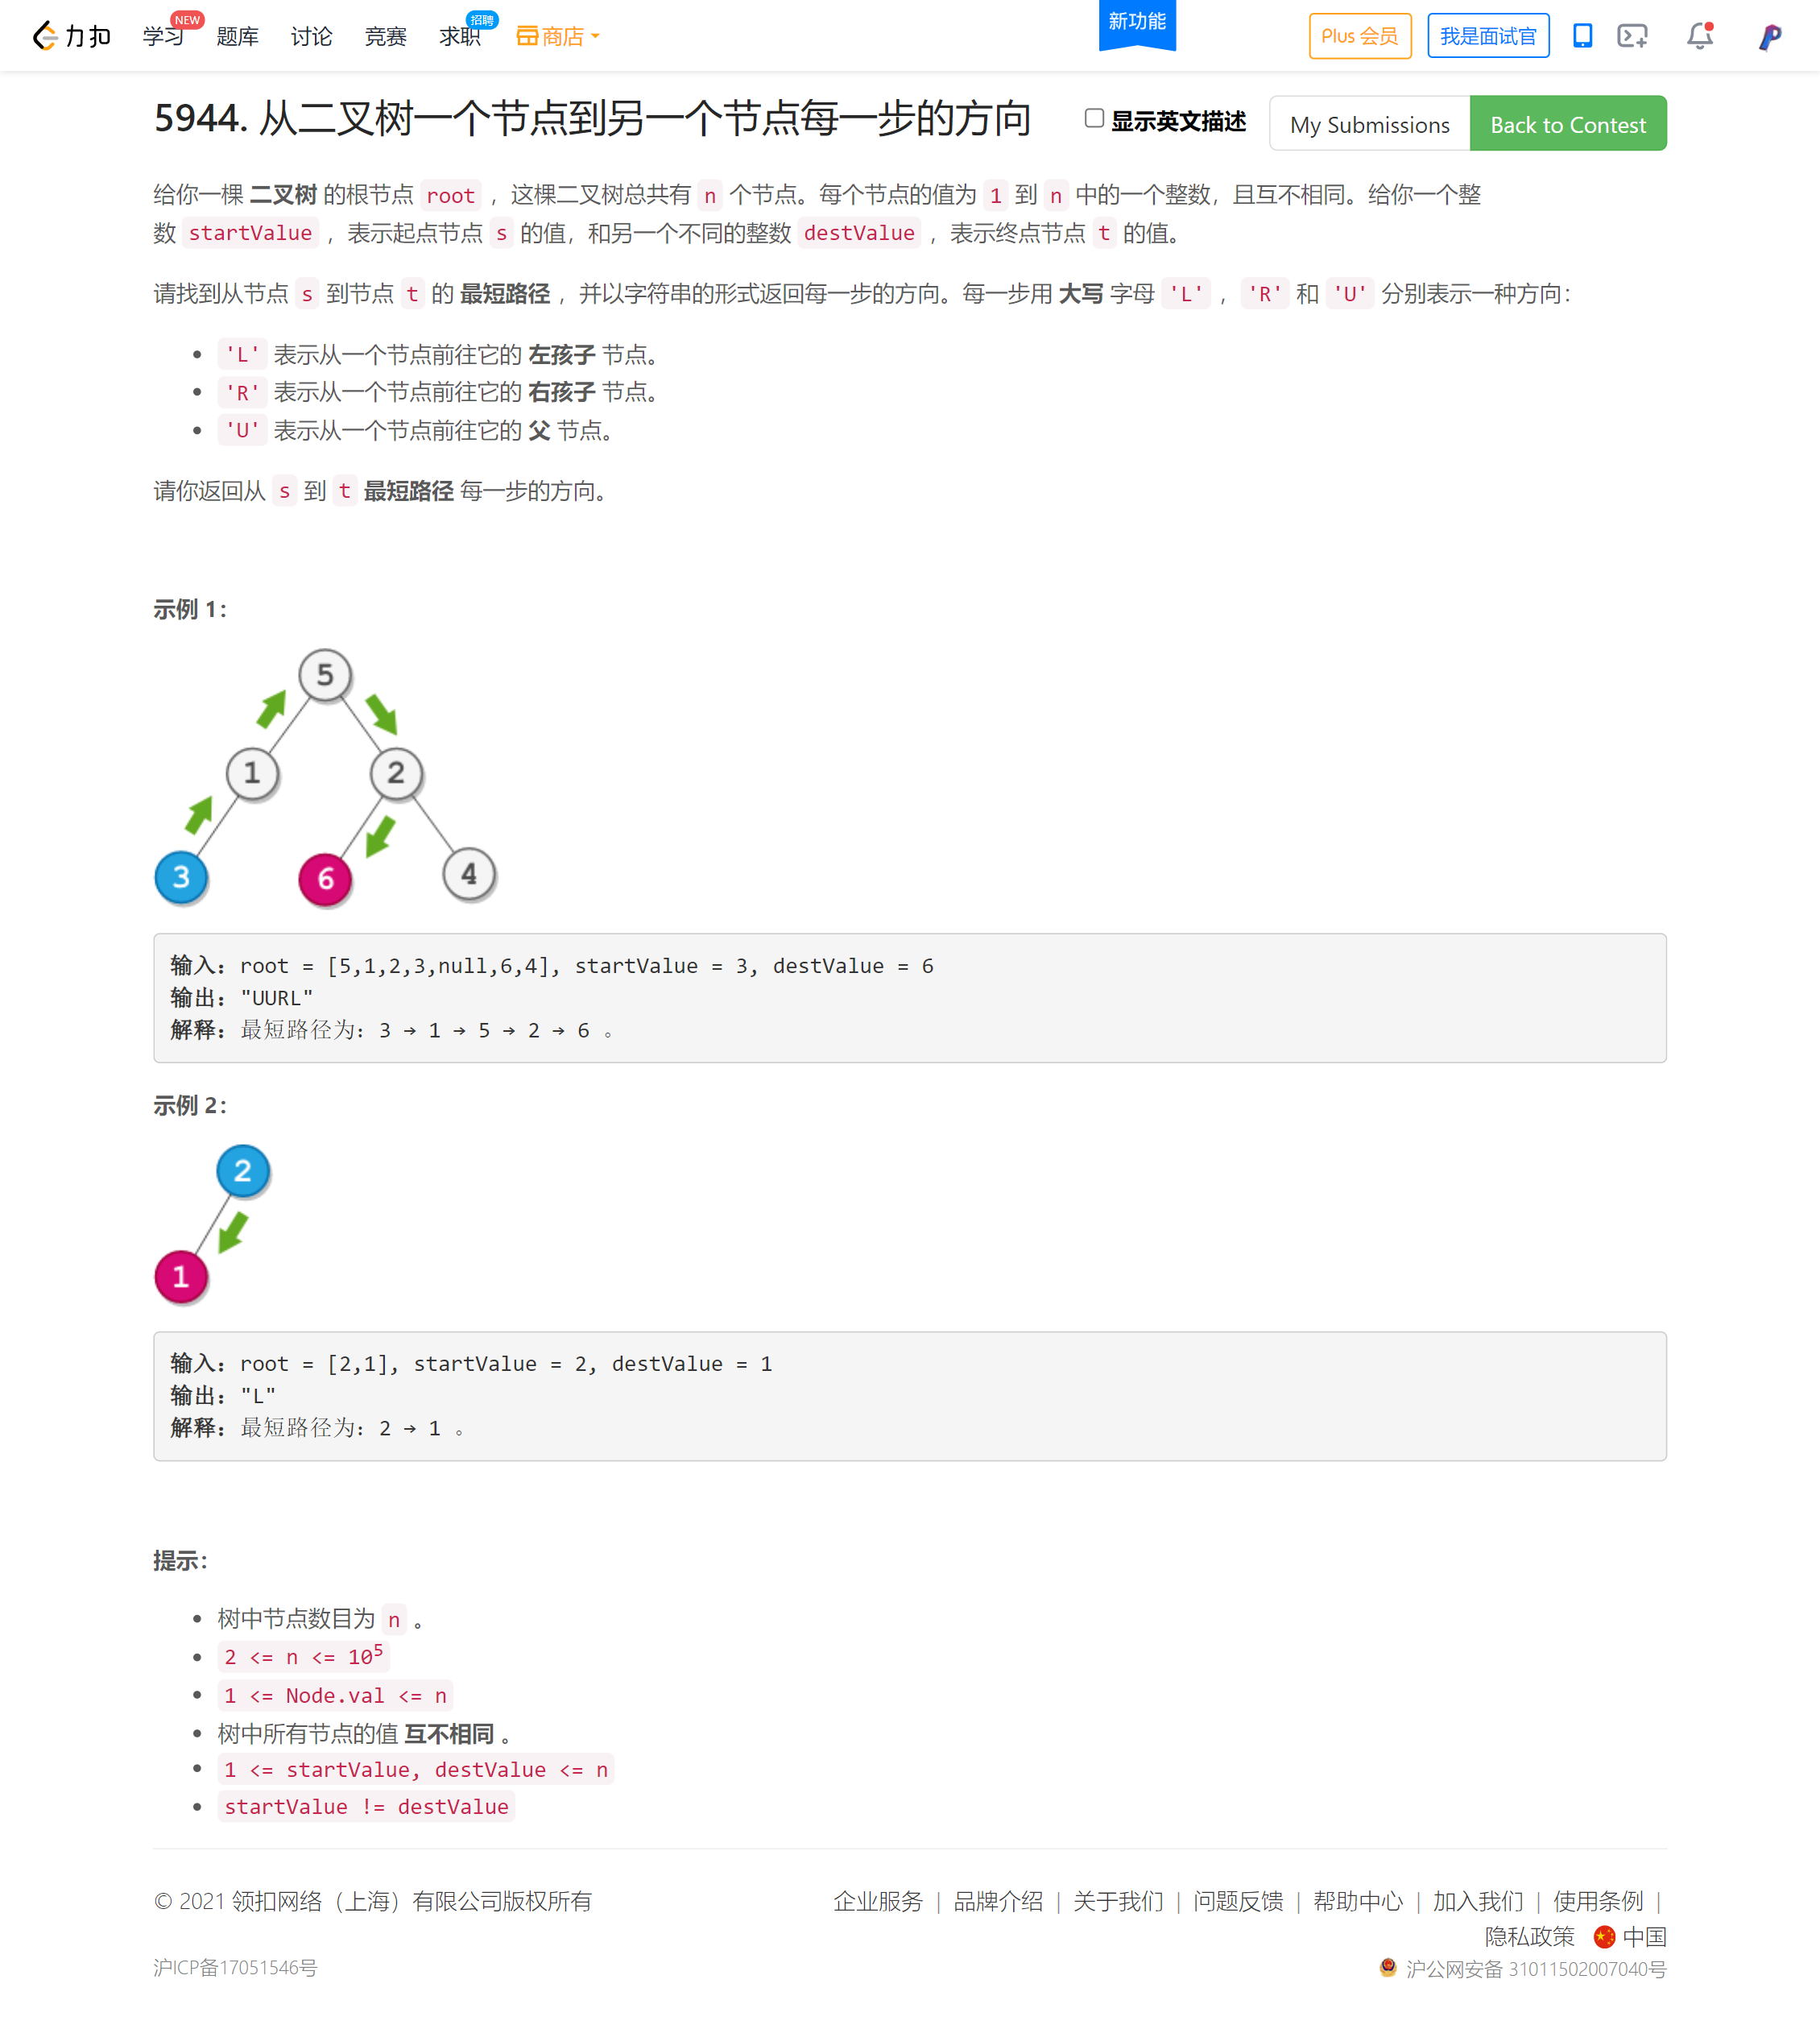 力扣 学习 NEW 题库 讨论 竞赛 求职 招聘 商店 新功能 Plus 会员 我是面试官
5944. 从二叉树一个节点到另一个节点每一步的方向 显示英文描述 My Submissions Back to Contest
给你一棵 二叉树 的根节点 root ，这棵二叉树总共有 n 个节点。每个节点的值为 1 到 n 中的一个整数，且互不相同。给你一个整
数 startValue ，表示起点节点 s 的值，和另一个不同的整数 destValue ，表示终点节点 t 的值。
请找到从节点 s 到节点 t 的 最短路径 ，并以字符串的形式返回每一步的方向。每一步用 大写 字母 'L' ，'R' 和 'U' 分别表示一种方向：
'L' 表示从一个节点前往它的 左孩子 节点。
'R' 表示从一个节点前往它的 右孩子 节点。
'U' 表示从一个节点前往它的 父 节点。
请你返回从 s 到 t 最短路径 每一步的方向。
示例 1：
5
1 2
3 6 4
输入：root = [5,1,2,3,null,6,4], startValue = 3, destValue = 6
输出："UURL"
解释：最短路径为：3 → 1 → 5 → 2 → 6 。
示例 2：
2
1
输入：root = [2,1], startValue = 2, destValue = 1
输出："L"
解释：最短路径为：2 → 1 。
提示：
树中节点数目为 n 。
2 <= n <= 10⁵
1 <= Node.val <= n
树中所有节点的值 互不相同 。
1 <= startValue, destValue <= n
startValue != destValue
© 2021 领扣网络（上海）有限公司版权所有 企业服务 | 品牌介绍 | 关于我们 | 问题反馈 | 帮助中心 | 加入我们 | 使用条例 |
隐私政策 中国
沪ICP备17051546号 沪公网安备 31011502007040号